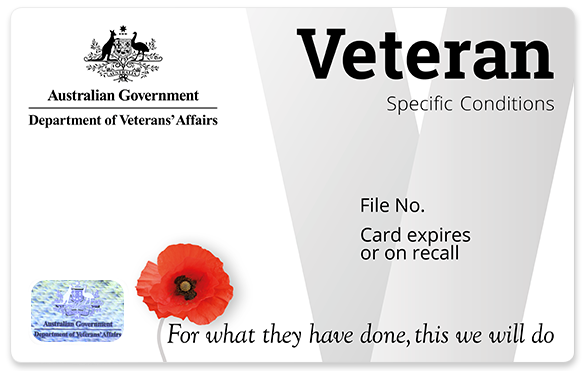 Australian Government
Department of Veterans' Affairs
Veteran
Specific Conditions
File No.
Card expires
or on recall
Australian Government
Department of Veterans' Affairs
For what they have done, this we will do